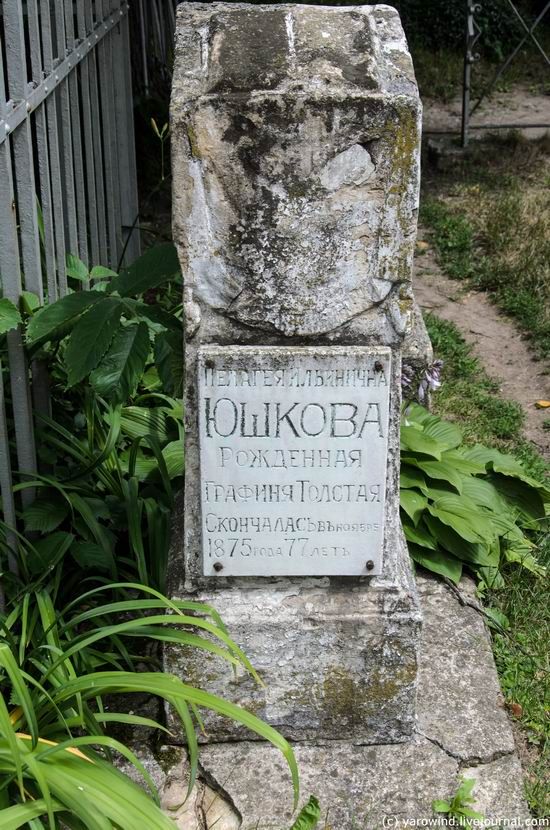 ПЕЛАГЕЯ ИЛЬИНИЧНА
ЮШКОВА
РОЖДЕННАЯ
ГРАФИНЯ ТОЛСТАЯ
СКОНЧАЛАСЬ ВЪ НОЯБРЕ
1875 ГОДА 77 ЛЕТЪ
(c) yarowind.livejournal.com